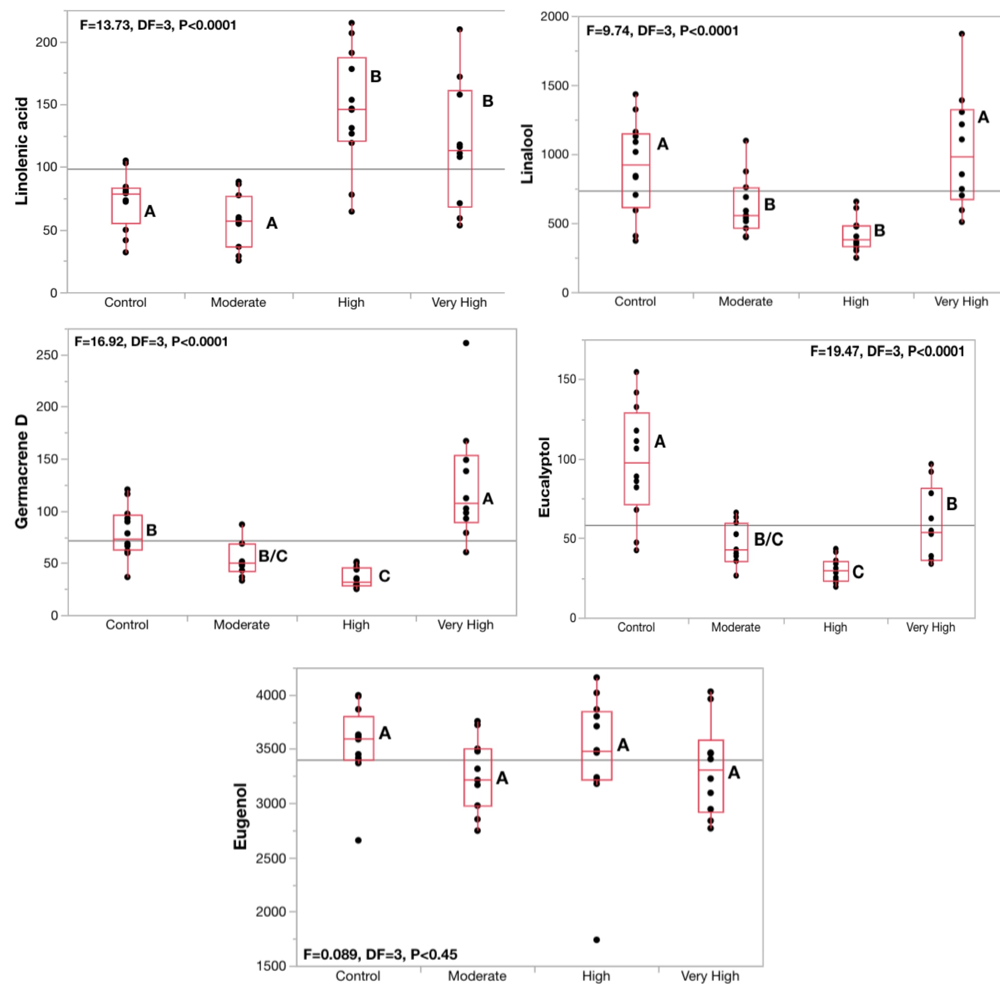 F=13.73, DF=3, P<0.0001
Linolenic acid
200
150
100
50
0
A
A
B
B
Control Moderate High Very High
F=9.74, DF=3, P<0.0001
Linalool
2000
1500
1000
500
0
A
B
B
A
Control Moderate High Very High
F=16.92, DF=3, P<0.0001
Germacrene D
250
200
150
100
50
0
B
B/C
C
A
Control Moderate High Very High
F=19.47, DF=3, P<0.0001
Eucalyptol
150
100
50
0
A
B/C
C
B
Control Moderate High Very High
Eugenol
4000
3500
3000
2500
2000
1500
A
A
A
A
F=0.089, DF=3, P<0.45
Control Moderate High Very High